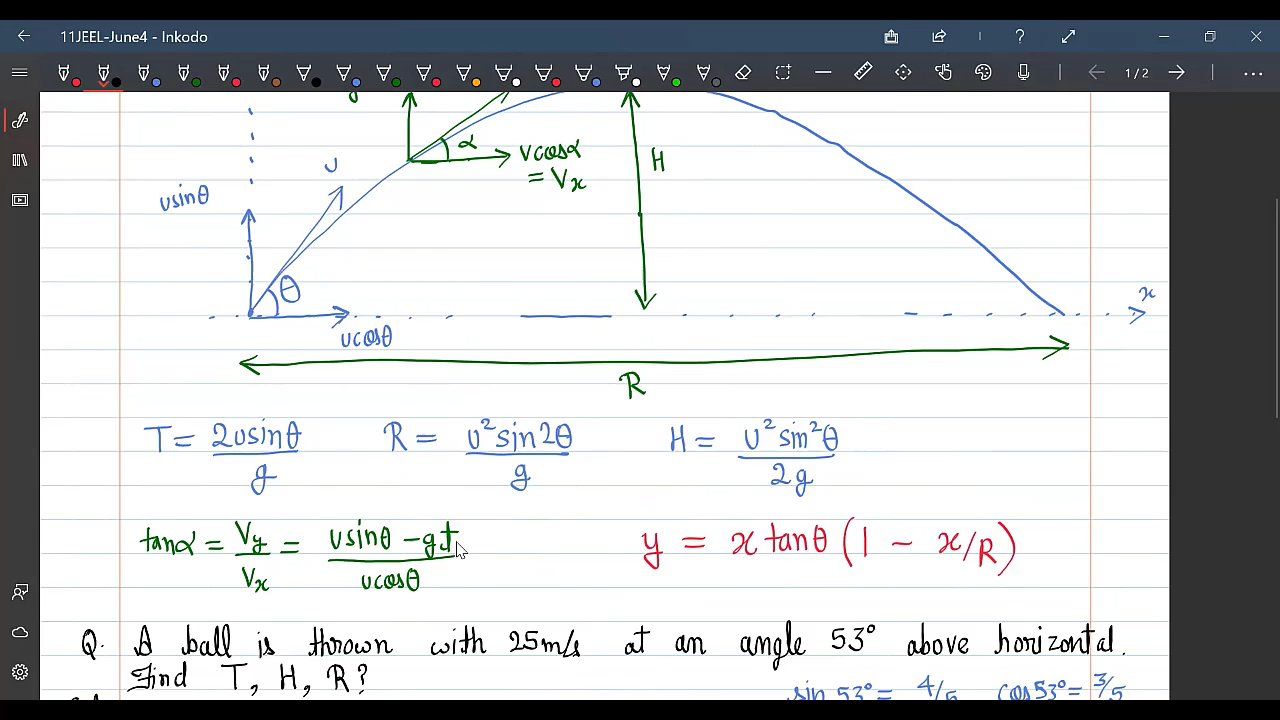 11JEEL-June4 - Inkodo
1/2
α
vcosα
= Vx
H
u
usinθ
θ
ucosθ
x
R
T = 2usinθ/g R = u²sin2θ/g H = u²sin²θ/2g
tanα = Vy/Vx = usinθ - gt/ucosθ y = x tanθ (1 - x/R)
Q. A ball is thrown with 25m/s at an angle 53° above horizontal.
Find T, H, R?
sin 53° = 4/5 cos53° = 3/5